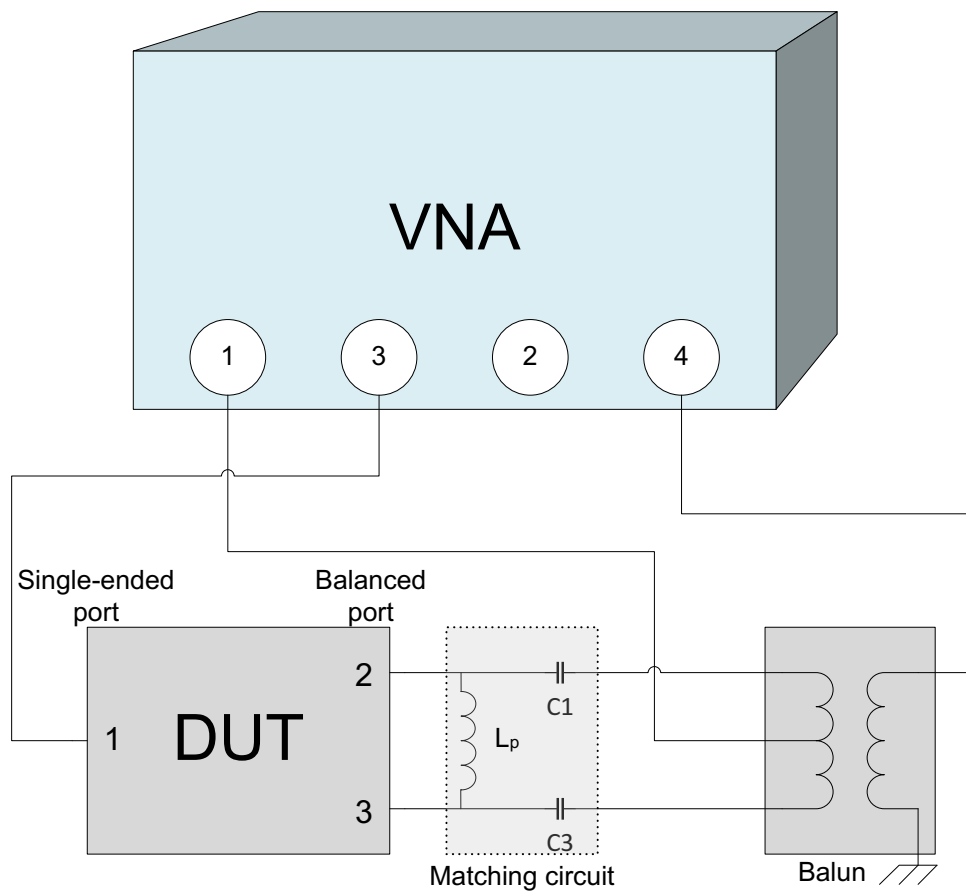 VNA
1
3
2
4
Single-ended
port
Balanced
port
2
C1
1
DUT
Lp
3
C3
Matching circuit
Balun